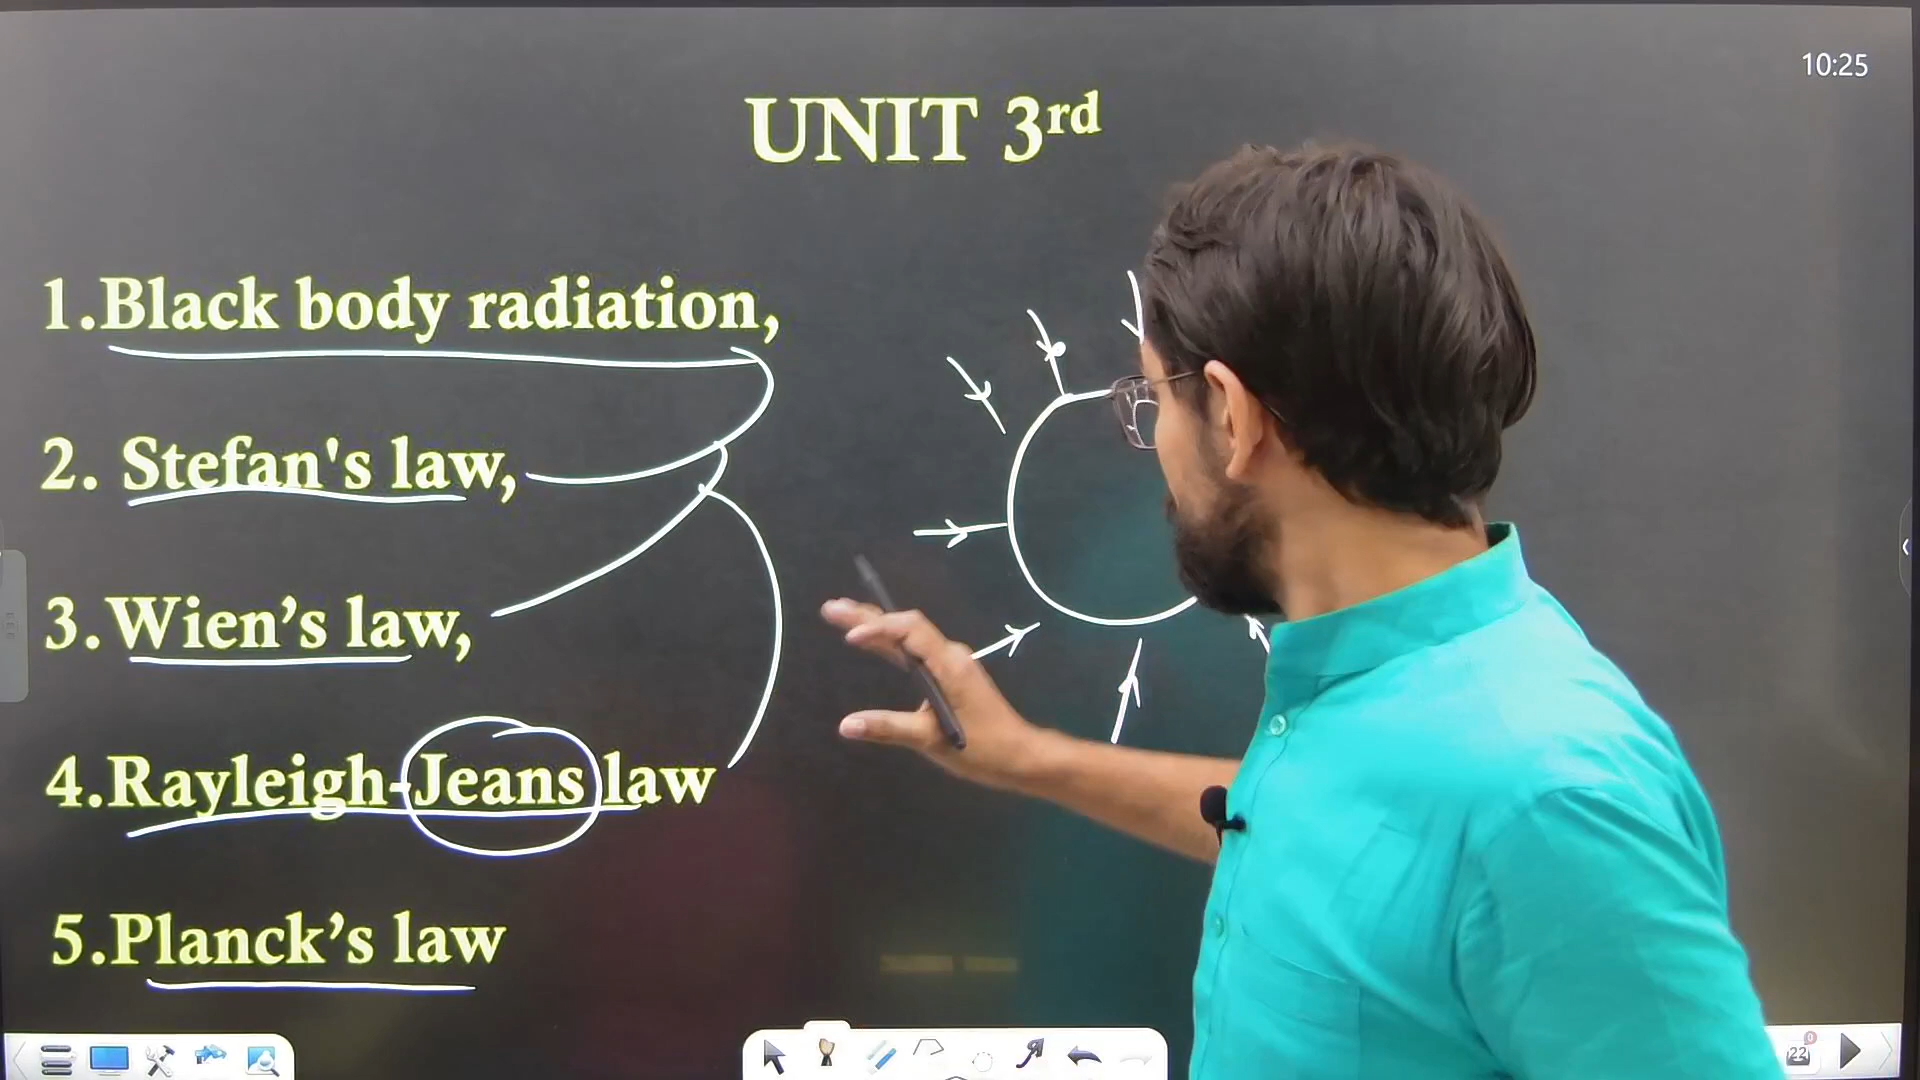 10:25
UNIT 3rd
1.Black body radiation,
2. Stefan's law,
3.Wien’s law,
4.Rayleigh-Jeans law
5.Planck’s law
22